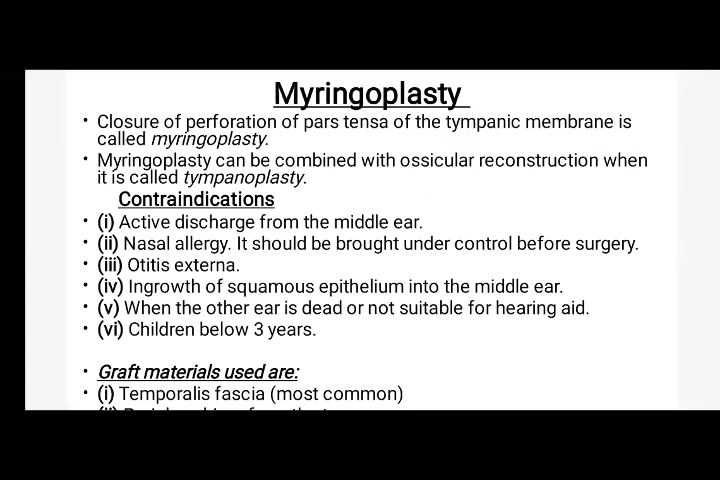 Myringoplasty
• Closure of perforation of pars tensa of the tympanic membrane is
called myringoplasty.
• Myringoplasty can be combined with ossicular reconstruction when
it is called tympanoplasty.
Contraindications
• (i) Active discharge from the middle ear.
• (ii) Nasal allergy. It should be brought under control before surgery.
• (iii) Otitis externa.
• (iv) Ingrowth of squamous epithelium into the middle ear.
• (v) When the other ear is dead or not suitable for hearing aid.
• (vi) Children below 3 years.
• Graft materials used are:
• (i) Temporalis fascia (most common)